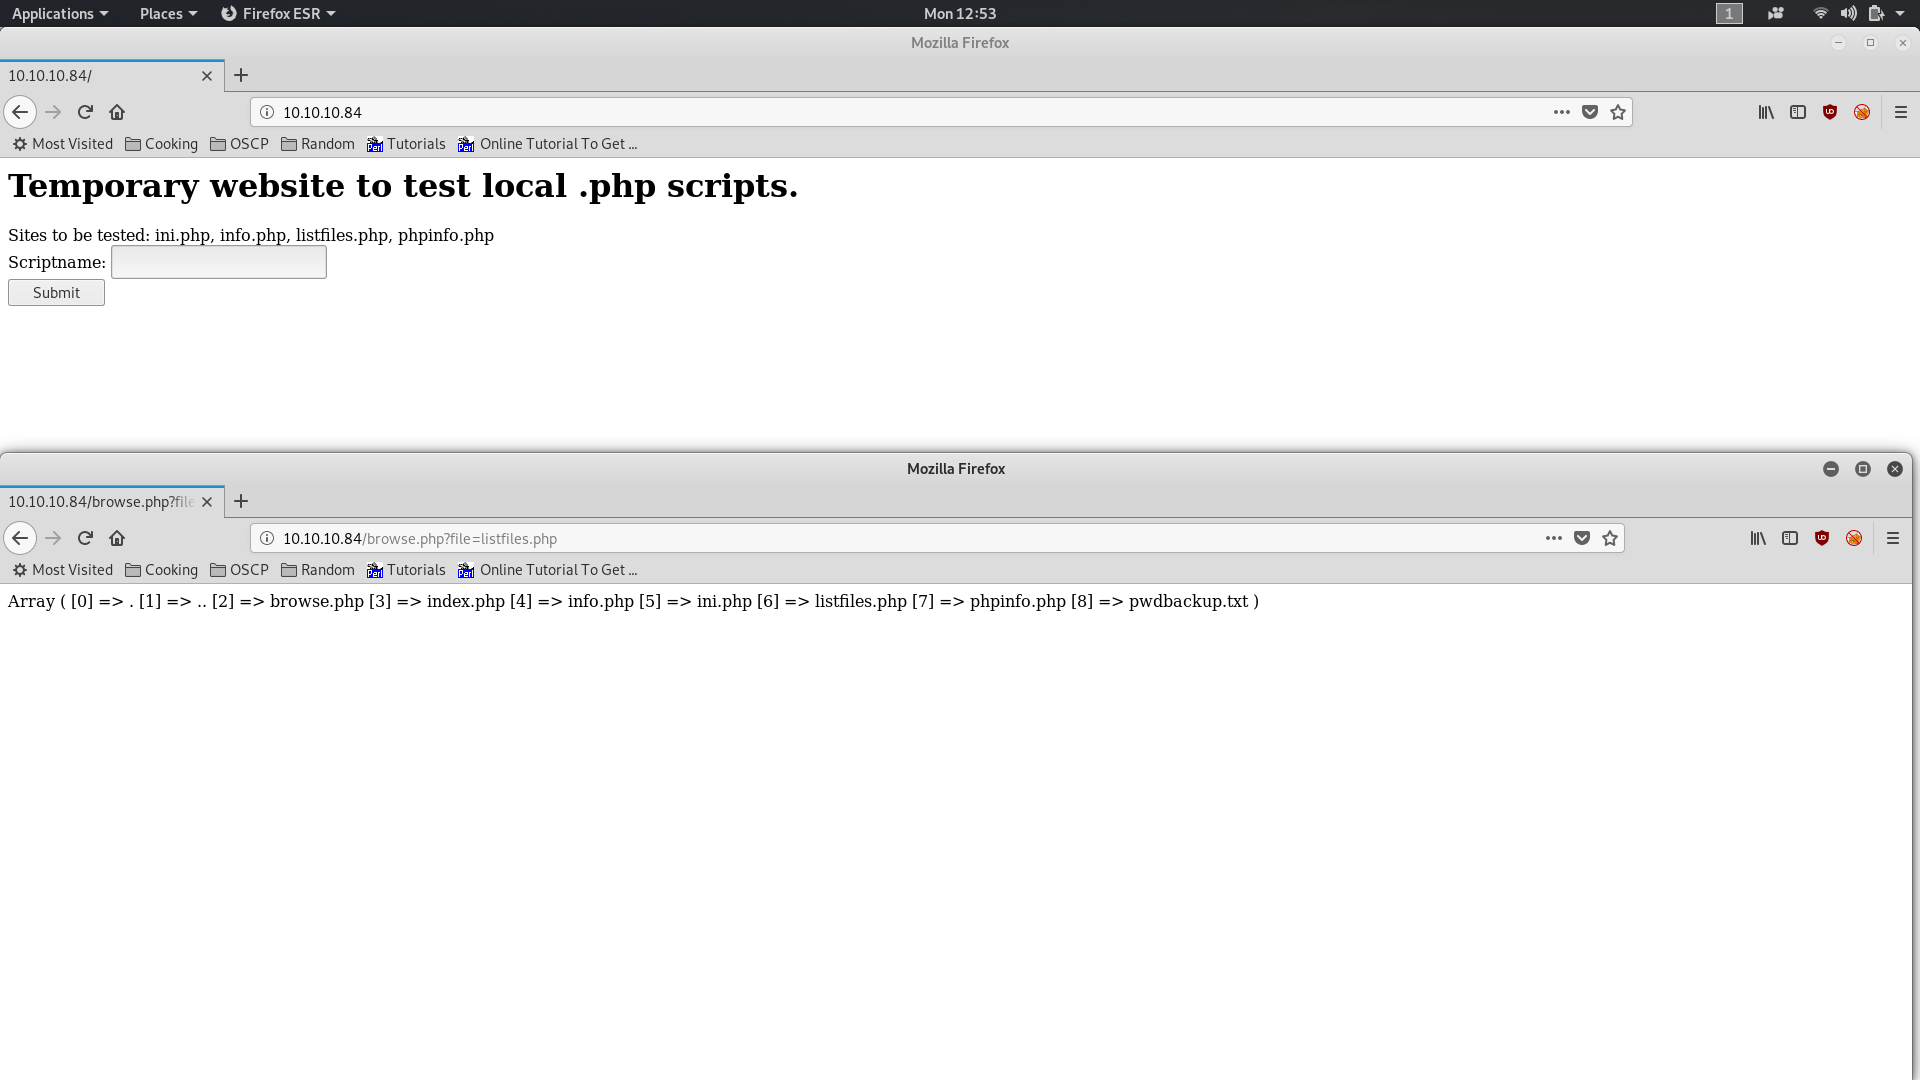 Applications Places Firefox ESR Mon 12:53 1
Mozilla Firefox
10.10.10.84/
10.10.10.84
Most Visited Cooking OSCP Random Tutorials Online Tutorial To Get ...
Temporary website to test local .php scripts.
Sites to be tested: ini.php, info.php, listfiles.php, phpinfo.php
Scriptname:
Submit
Mozilla Firefox
10.10.10.84/browse.php?file
10.10.10.84/browse.php?file=listfiles.php
Most Visited Cooking OSCP Random Tutorials Online Tutorial To Get ...
Array ( [0] => . [1] => .. [2] => browse.php [3] => index.php [4] => info.php [5] => ini.php [6] => listfiles.php [7] => phpinfo.php [8] => pwdbackup.txt )